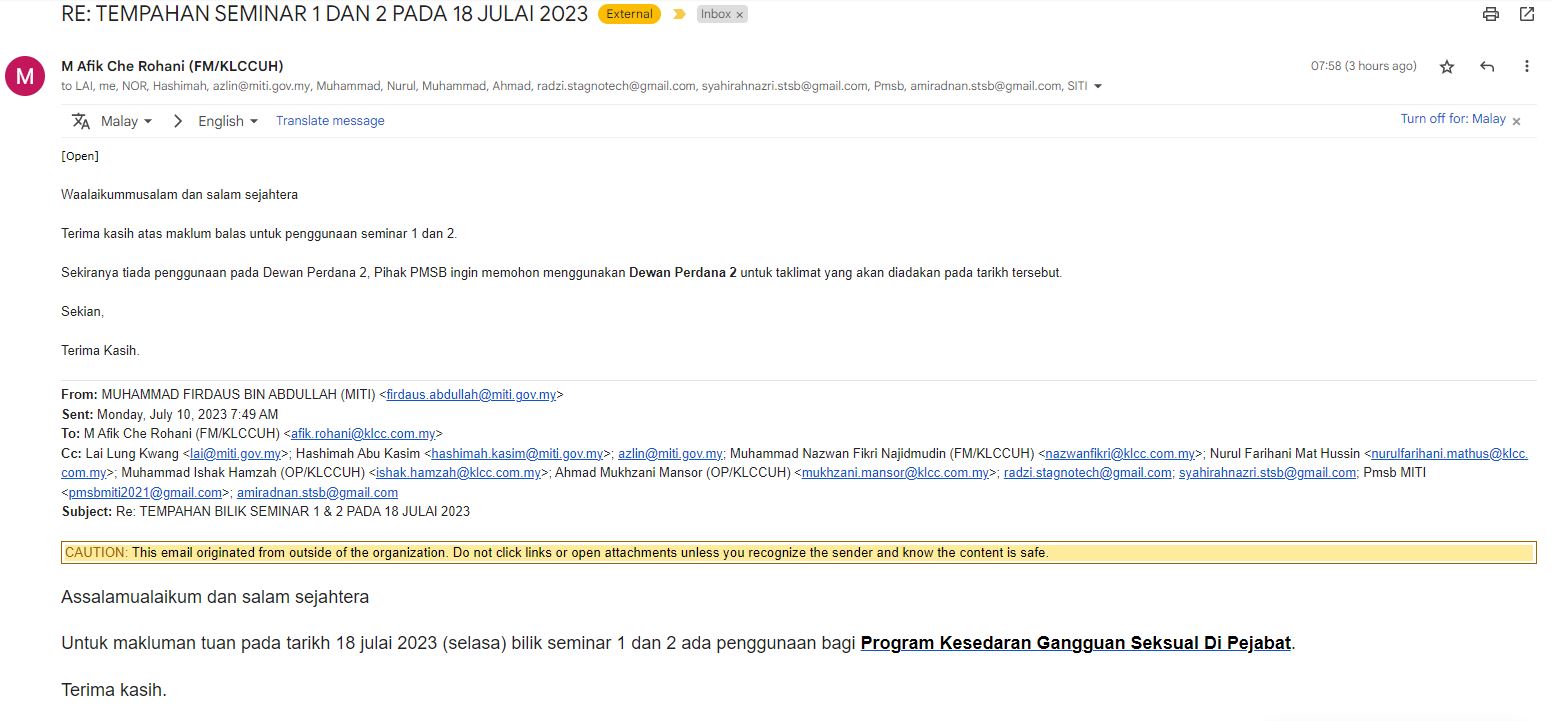 RE: TEMPAHAN SEMINAR 1 DAN 2 PADA 18 JULAI 2023 External Inbox ×
M
M Afik Che Rohani (FM/KLCCUH) 07:58 (3 hours ago)
to LAI, me, NOR, Hashimah, azlin@miti.gov.my, Muhammad, Nurul, Muhammad, Ahmad, radzi.stagnotech@gmail.com, syahirahnazri.stsb@gmail.com, Pmsb, amiradnan.stsb@gmail.com, SITI
Malay > English Translate message Turn off for: Malay ×
[Open]
Waalaikummusalam dan salam sejahtera
Terima kasih atas maklum balas untuk penggunaan seminar 1 dan 2.
Sekiranya tiada penggunaan pada Dewan Perdana 2, Pihak PMSB ingin memohon menggunakan Dewan Perdana 2 untuk taklimat yang akan diadakan pada tarikh tersebut.
Sekian,
Terima Kasih.
From: MUHAMMAD FIRDAUS BIN ABDULLAH (MITI) <firdaus.abdullah@miti.gov.my>
Sent: Monday, July 10, 2023 7:49 AM
To: M Afik Che Rohani (FM/KLCCUH) <afik.rohani@klcc.com.my>
Cc: Lai Lung Kwang <lai@miti.gov.my>; Hashimah Abu Kasim <hashimah.kasim@miti.gov.my>; azlin@miti.gov.my; Muhammad Nazwan Fikri Najidmudin (FM/KLCCUH) <nazwanfikri@klcc.com.my>; Nurul Farihani Mat Hussin <nurulfarihani.mathus@klcc.
com.my>; Muhammad Ishak Hamzah (OP/KLCCUH) <ishak.hamzah@klcc.com.my>; Ahmad Mukhzani Mansor (OP/KLCCUH) <mukhzani.mansor@klcc.com.my>; radzi.stagnotech@gmail.com; syahirahnazri.stsb@gmail.com; Pmsb MITI
<pmsbmiti2021@gmail.com>; amiradnan.stsb@gmail.com
Subject: Re: TEMPAHAN BILIK SEMINAR 1 & 2 PADA 18 JULAI 2023
CAUTION: This email originated from outside of the organization. Do not click links or open attachments unless you recognize the sender and know the content is safe.
Assalamualaikum dan salam sejahtera
Untuk makluman tuan pada tarikh 18 julai 2023 (selasa) bilik seminar 1 dan 2 ada penggunaan bagi Program Kesedaran Gangguan Seksual Di Pejabat.
Terima kasih.